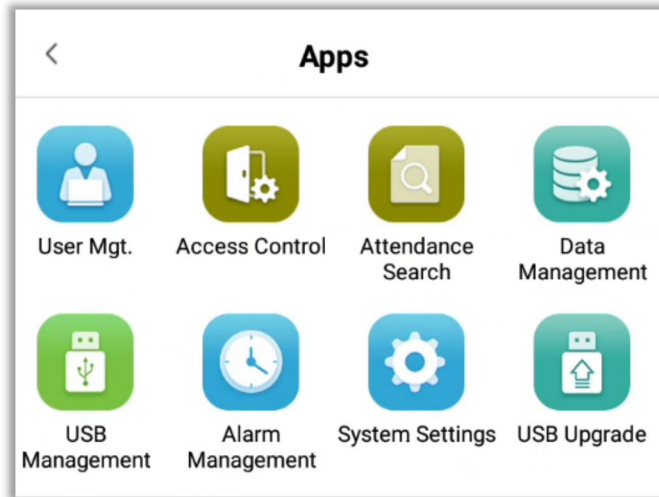 Apps
User Mgt.
Access Control
Attendance
Search
Data
Management
USB
Management
Alarm
Management
System Settings
USB Upgrade